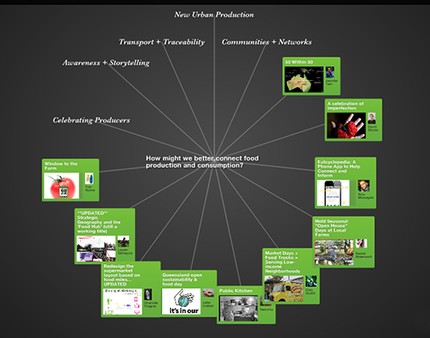 New Urban Production
Transport + Traceability
Communities + Networks
Awareness + Storytelling
Celebrating Producers
How might we better connect food
production and consumption?
50 Within 50
A celebration of
imperfection
Phone App to Help
Connect and
Inform
Hold Seasonal
"Open House"
Days at Local
Farms
Market Days +
Food Trucks =
Serving Low-
Income
Neighborhoods
Public Kitchen
Queensland-open
sustainability &
food day
it's in our
Redesign the
supermarket
layout based on
food miles...
UPDATED
**UPDATED**
Strategic
Geography and the
'Food Hub' (still a
working title)
Window to the
Farm